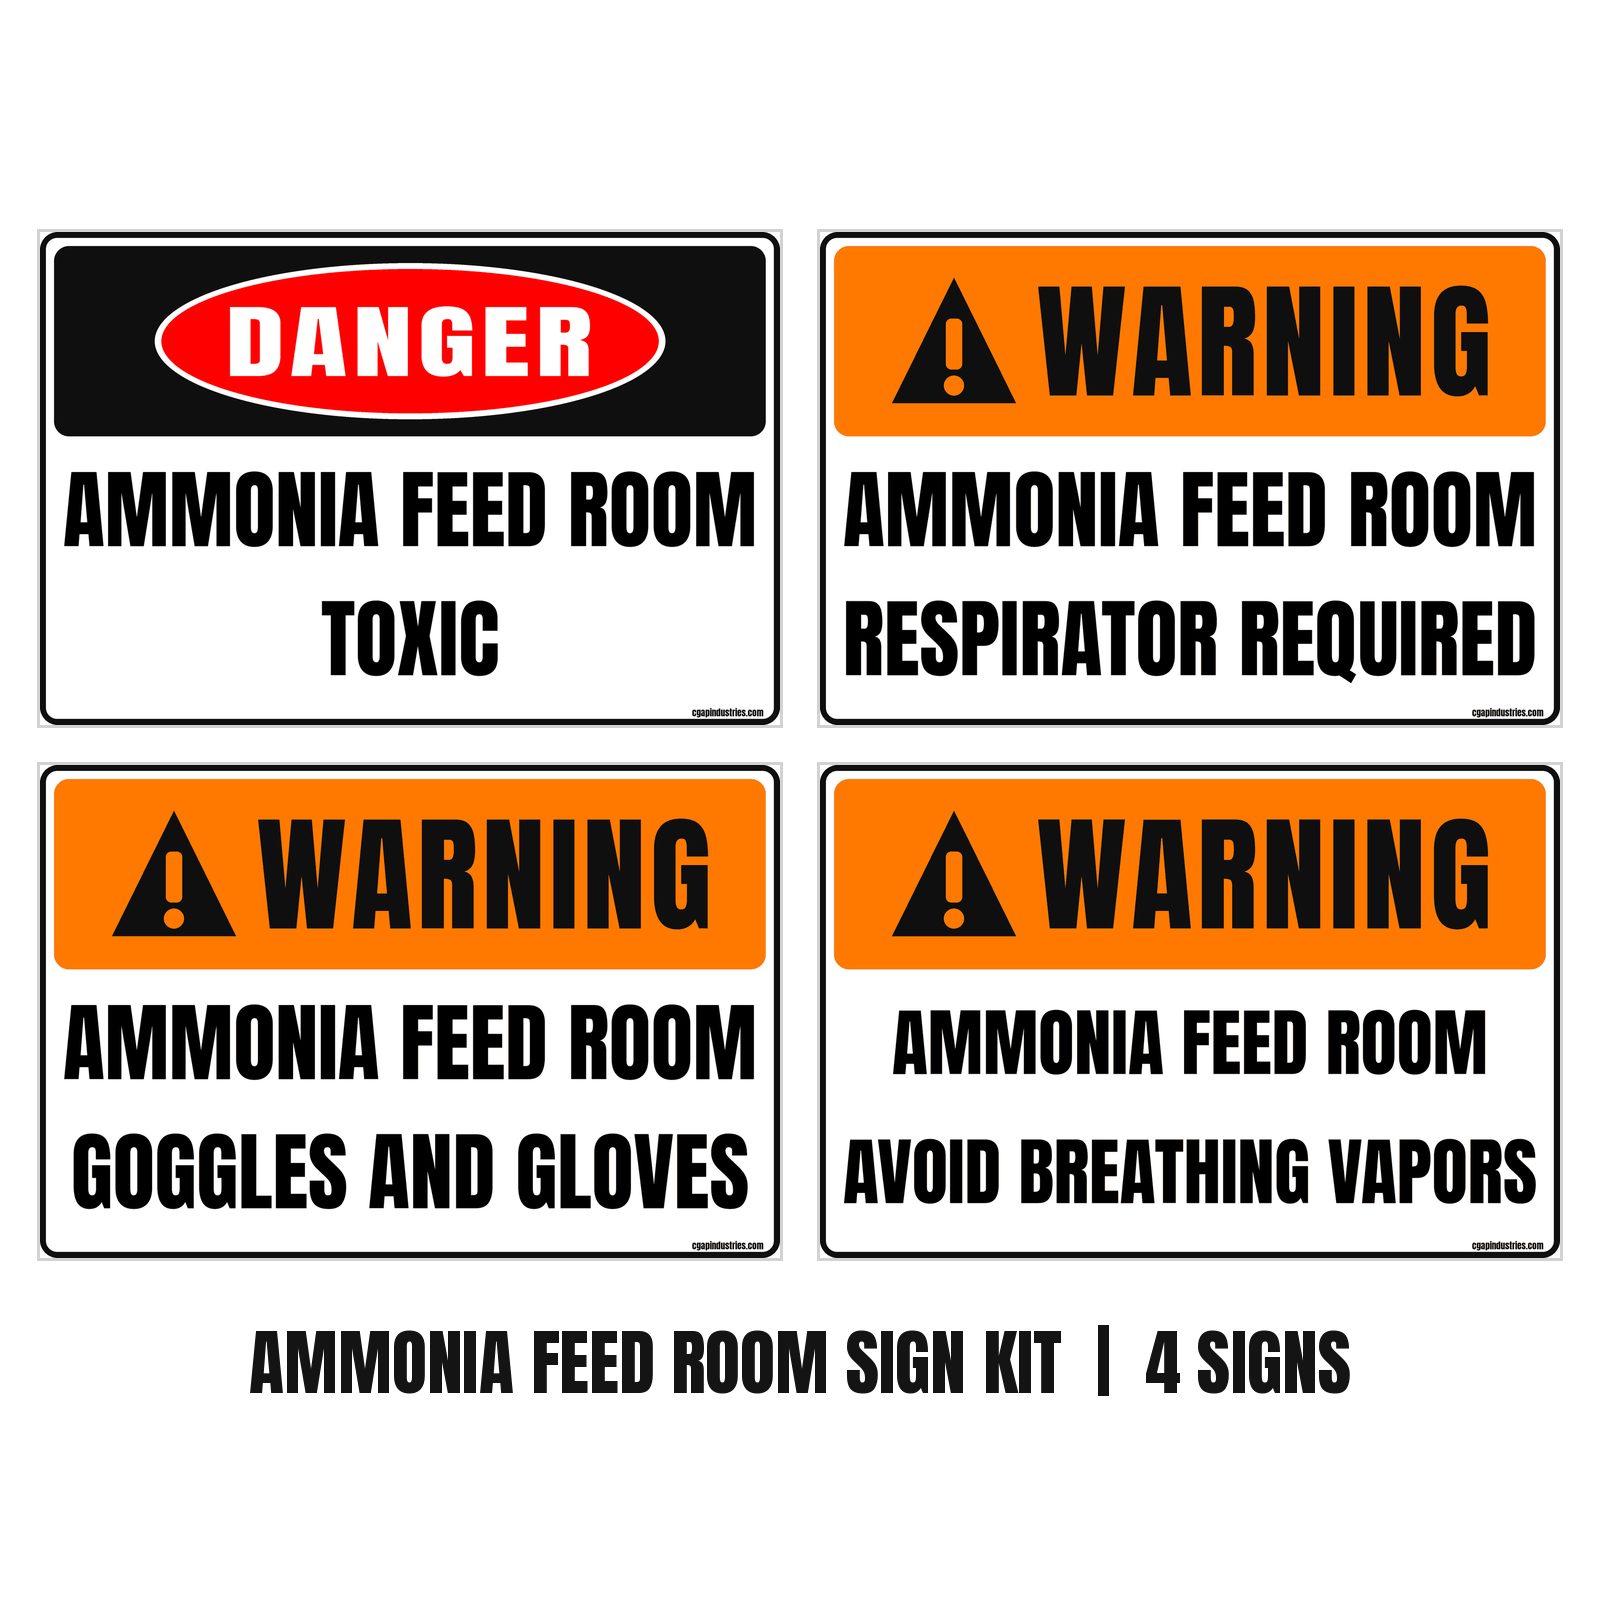 DANGER
AMMONIA FEED ROOM
TOXIC
cgapindustries.com
WARNING
AMMONIA FEED ROOM
RESPIRATOR REQUIRED
cgapindustries.com
WARNING
AMMONIA FEED ROOM
GOGGLES AND GLOVES
cgapindustries.com
WARNING
AMMONIA FEED ROOM
AVOID BREATHING VAPORS
cgapindustries.com
AMMONIA FEED ROOM SIGN KIT | 4 SIGNS